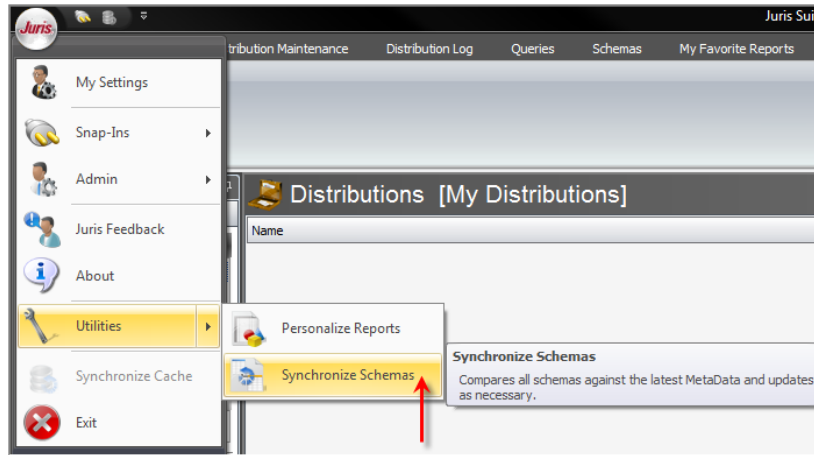 Juris
Juris Sui
tribution Maintenance Distribution Log Queries Schemas My Favorite Reports
My Settings
Snap-Ins
Admin
Distributions [My Distributions]
Name
Juris Feedback
About
Utilities
Personalize Reports
Synchronize Schemas
Synchronize Schemas
Compares all schemas against the latest MetaData and updates
as necessary.
Synchronize Cache
Exit